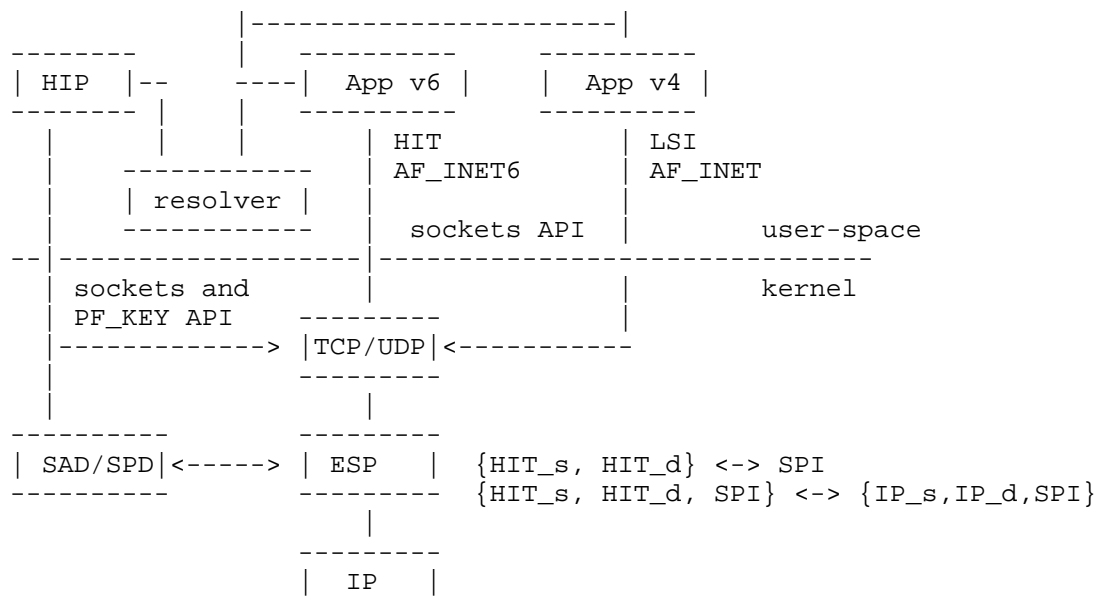 HIP App v6 App v4
HIT LSI
AF_INET6 AF_INET
resolver
sockets API user-space
sockets and kernel
PF_KEY API
TCP/UDP
SAD/SPD ESP {HIT_s, HIT_d} <-> SPI
{HIT_s, HIT_d, SPI} <-> {IP_s,IP_d,SPI}
IP